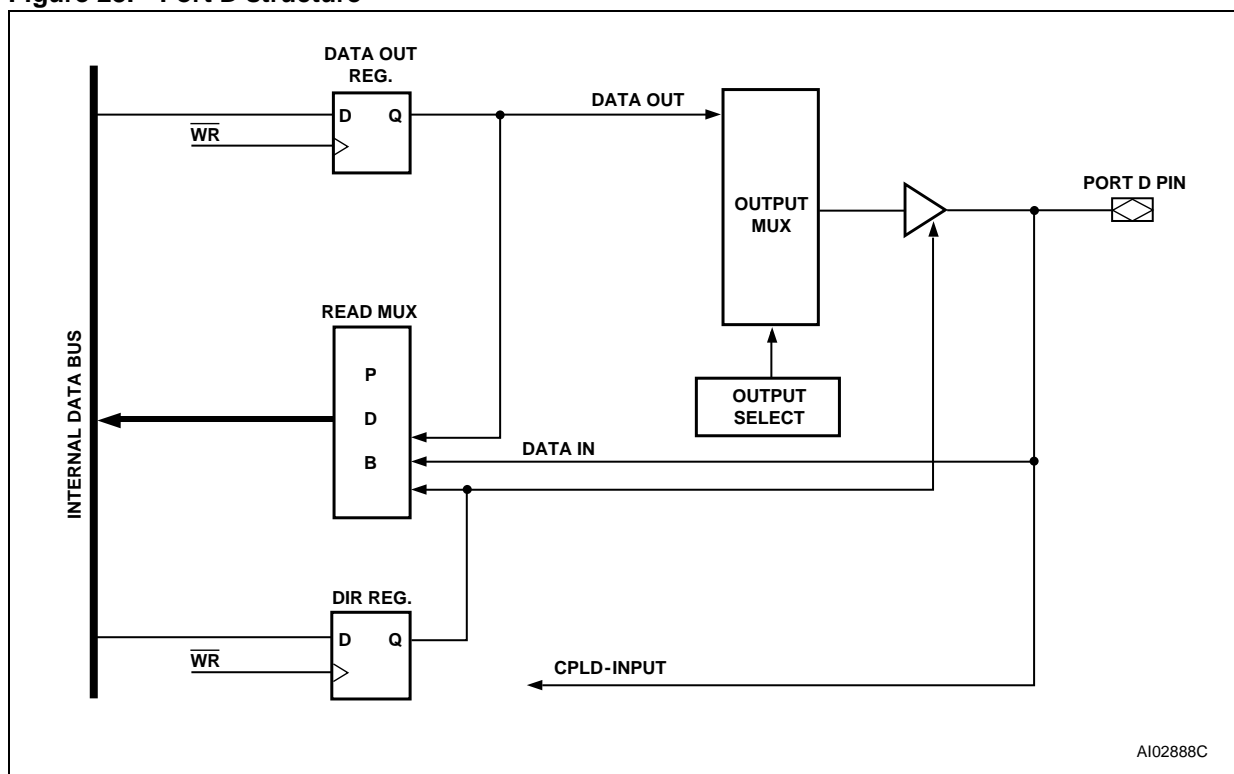 DATA OUT
REG.
D Q
WR
DATA OUT
OUTPUT
MUX
PORT D PIN
READ MUX
P
D
B
INTERNAL DATA BUS
OUTPUT
SELECT
DATA IN
DIR REG.
D Q
WR
CPLD-INPUT
AI02888C